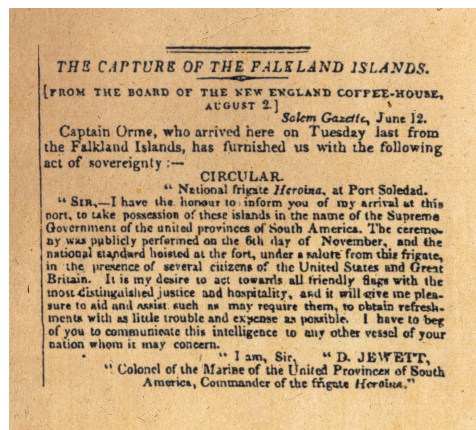 THE CAPTURE OF THE FALKLAND ISLANDS.
[FROM THE BOARD OF THE NEW ENGLAND COFFEE-HOUSE,
AUGUST 2.]
Salem Gazette, June 12.
Captain Orme, who arrived here on Tuesday last from
the Falkland Islands, has furnished us with the following
act of sovereignty:—
CIRCULAR.
“ National frigate Heroina, at Port Soledad.
“ SIR,—I have the honour to inform you of my arrival at this
port, to take possession of these islands in the name of the Supreme
Government of the united provinces of South America. The ceremo-
ny was publicly performed on the 6th day of November, and the
national standard hoisted at the fort, under a salute from this frigate,
in the presence of several citizens of the United States and Great
Britain. It is my desire to act towards all friendly flags with the
most distinguished justice and hospitality, and it will give me plea-
sure to aid and assist such as may require them, to obtain refresh-
ments with as little trouble and expense as possible. I have to beg
of you to communicate this intelligence to any other vessel of your
nation whom it may concern.
“ I am, Sir, “ D. JEWETT,
“ Colonel of the Marine of the United Provinces of South
America, Commander of the frigate Heroina.”